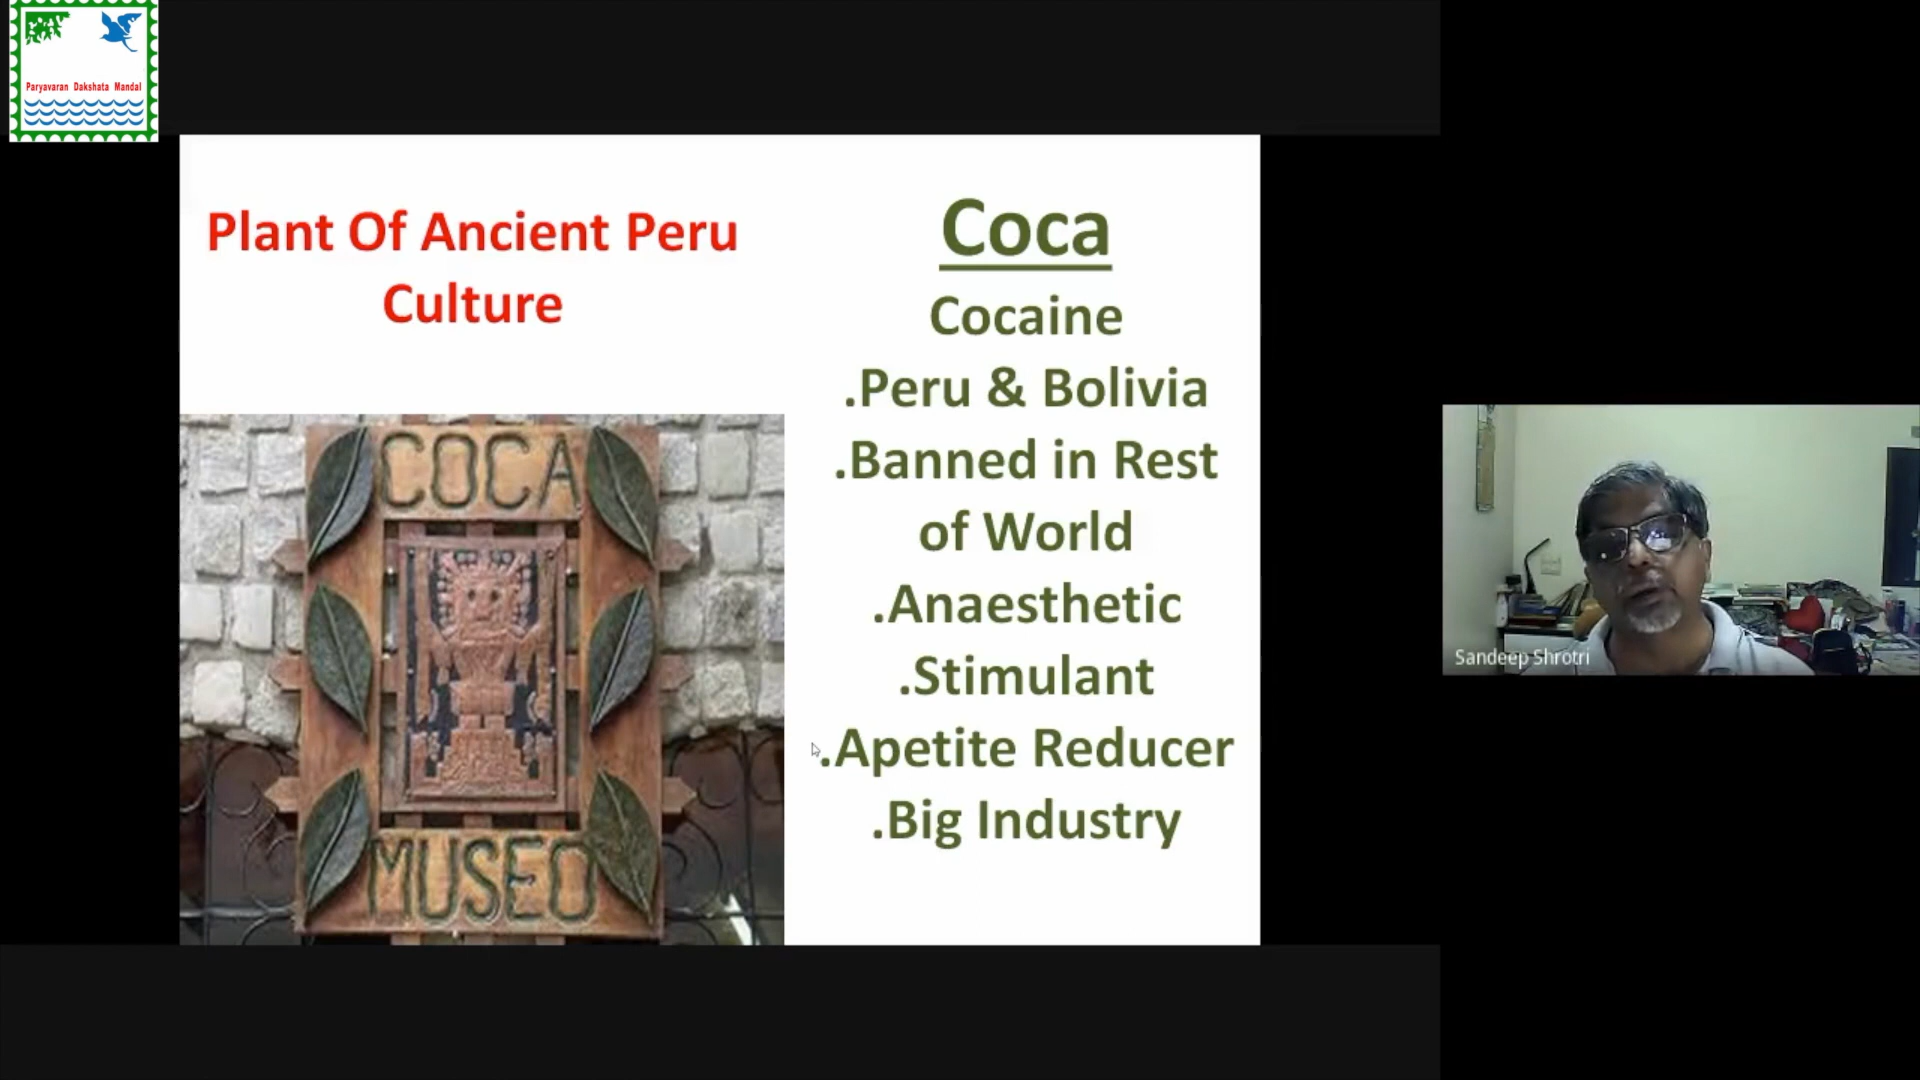 Paryavaran Dakshata Mandal
Plant Of Ancient Peru
Culture
COCA
MUSEO
Coca
Cocaine
.Peru & Bolivia
.Banned in Rest
of World
.Anaesthetic
.Stimulant
.Apetite Reducer
.Big Industry
Sandeep Shrotri